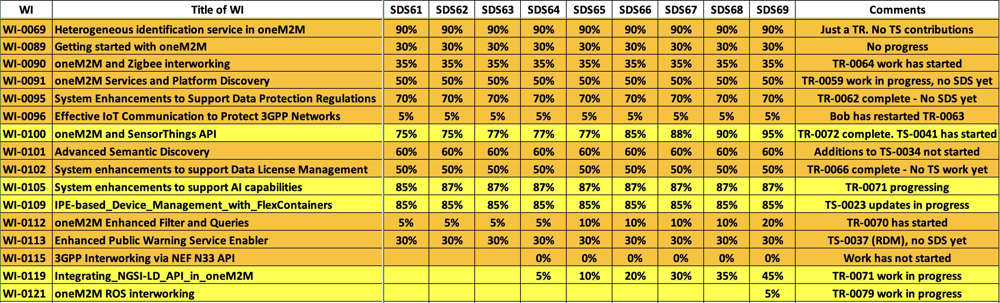 WI Title of WI SDS61 SDS62 SDS63 SDS64 SDS65 SDS66 SDS67 SDS68 SDS69 Comments
WI-0069 Heterogeneous identification service in oneM2M 90% 90% 90% 90% 90% 90% 90% 90% 90% Just a TR. No TS contributions
WI-0089 Getting started with oneM2M 30% 30% 30% 30% 30% 30% 30% 30% 30% No progress
WI-0090 oneM2M and Zigbee interworking 35% 35% 35% 35% 35% 35% 35% 35% 35% TR-0064 work has started
WI-0091 oneM2M Services and Platform Discovery 50% 50% 50% 50% 50% 50% 50% 50% 50% TR-0059 work in progress, no SDS yet
WI-0095 System Enhancements to Support Data Protection Regulations 70% 70% 70% 70% 70% 70% 70% 70% 70% TR-0062 complete - No SDS yet
WI-0096 Effective IoT Communication to Protect 3GPP Networks 5% 5% 5% 5% 5% 5% 5% 5% 5% Bob has restarted TR-0063
WI-0100 oneM2M and SensorThings API 75% 75% 77% 77% 77% 85% 88% 90% 95% TR-0072 complete. TS-0041 has started
WI-0101 Advanced Semantic Discovery 60% 60% 60% 60% 60% 60% 60% 60% 60% Additions to TS-0034 not started
WI-0102 System enhancements to support Data License Management 50% 50% 50% 50% 50% 50% 50% 50% 50% TR-0066 complete - No TS work yet
WI-0105 System enhancements to support AI capabilities 85% 87% 87% 87% 87% 87% 87% 87% 87% TR-0071 progressing
WI-0109 IPE-based_Device_Management_with_FlexContainers 85% 85% 85% 85% 85% 85% 85% 85% 85% TS-0023 updates in progress
WI-0112 oneM2M Enhanced Filter and Queries 5% 5% 5% 5% 10% 10% 10% 10% 20% TR-0070 has started
WI-0113 Enhanced Public Warning Service Enabler 30% 30% 30% 30% 30% 30% 30% 30% 30% TS-0037 (RDM), no SDS yet
WI-0115 3GPP Interworking via NEF N33 API 0% 0% 0% 0% 0% 0% Work has not started
WI-0119 Integrating_NGSI-LD_API_in_oneM2M 5% 10% 20% 30% 35% 45% TR-0071 work in progress
WI-0121 oneM2M ROS interworking 5% TR-0079 work in progress